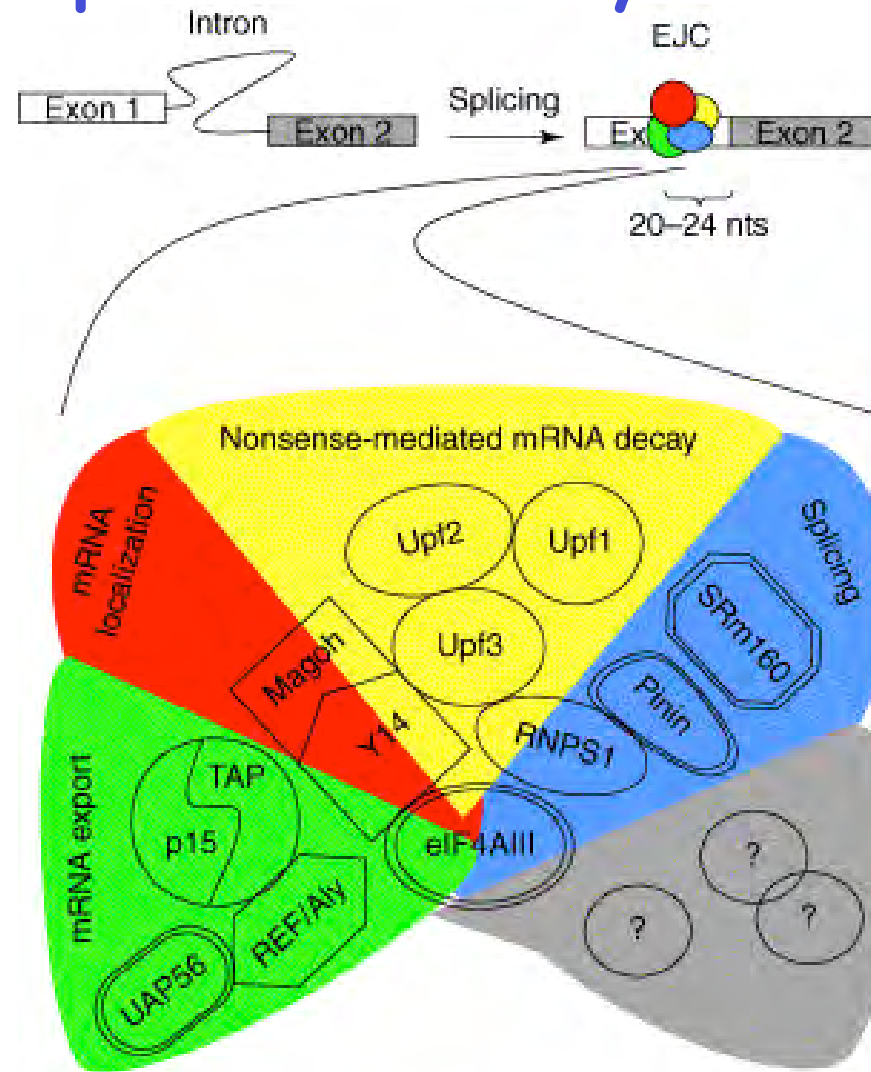 Intron
EJC
Exon 1
Splicing
Exon 2
Ex
Exon 2
20–24 nts
Nonsense-mediated mRNA decay
mRNA
localization
Splicing
Upf2
Upf1
SRm160
Upf3
Magoh
Pinin
Y14
RNPS1
mRNA export
TAP
p15
eIF4AIII
?
?
?
REF/Aly
UAP56